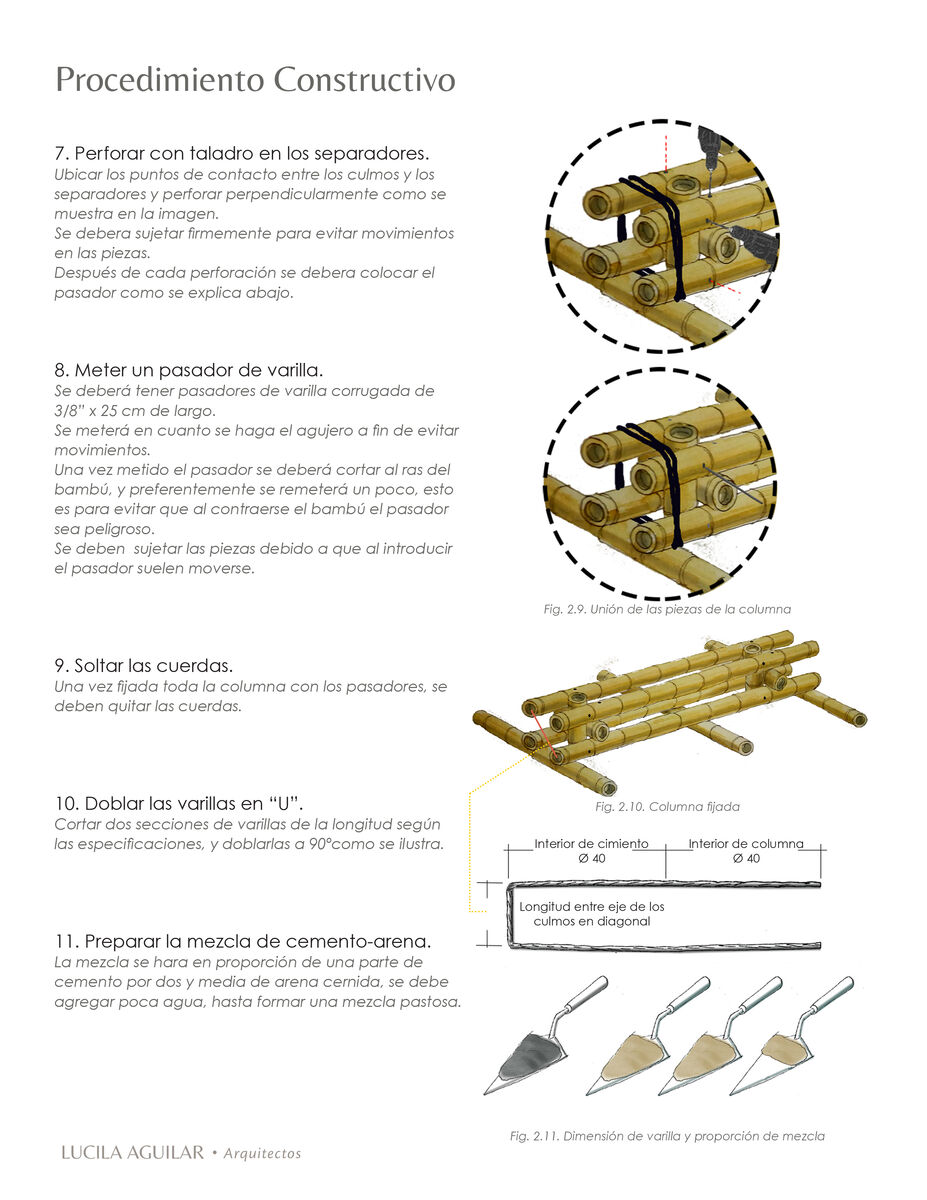 Procedimiento Constructivo
7. Perforar con taladro en los separadores.
Ubicar los puntos de contacto entre los culmos y los
separadores y perforar perpendicularmente como se
muestra en la imagen.
Se debera sujetar firmemente para evitar movimientos
en las piezas.
Después de cada perforación se debera colocar el
pasador como se explica abajo.
8. Meter un pasador de varilla.
Se deberá tener pasadores de varilla corrugada de
3/8” x 25 cm de largo.
Se meterá en cuanto se haga el agujero a fin de evitar
movimientos.
Una vez metido el pasador se deberá cortar al ras del
bambú, y preferentemente se remeterá un poco, esto
es para evitar que al contraerse el bambú el pasador
sea peligroso.
Se deben sujetar las piezas debido a que al introducir
el pasador suelen moverse.
Fig. 2.9. Unión de las piezas de la columna
9. Soltar las cuerdas.
Una vez fijada toda la columna con los pasadores, se
deben quitar las cuerdas.
Fig. 2.10. Columna fijada
10. Doblar las varillas en “U”.
Cortar dos secciones de varillas de la longitud según
las especificaciones, y doblarlas a 90ºcomo se ilustra.
Interior de cimiento
Ø 40
Interior de columna
Ø 40
Longitud entre eje de los
culmos en diagonal
11. Preparar la mezcla de cemento-arena.
La mezcla se hara en proporción de una parte de
cemento por dos y media de arena cernida, se debe
agregar poca agua, hasta formar una mezcla pastosa.
Fig. 2.11. Dimensión de varilla y proporción de mezcla
LUCILA AGUILAR • Arquitectos